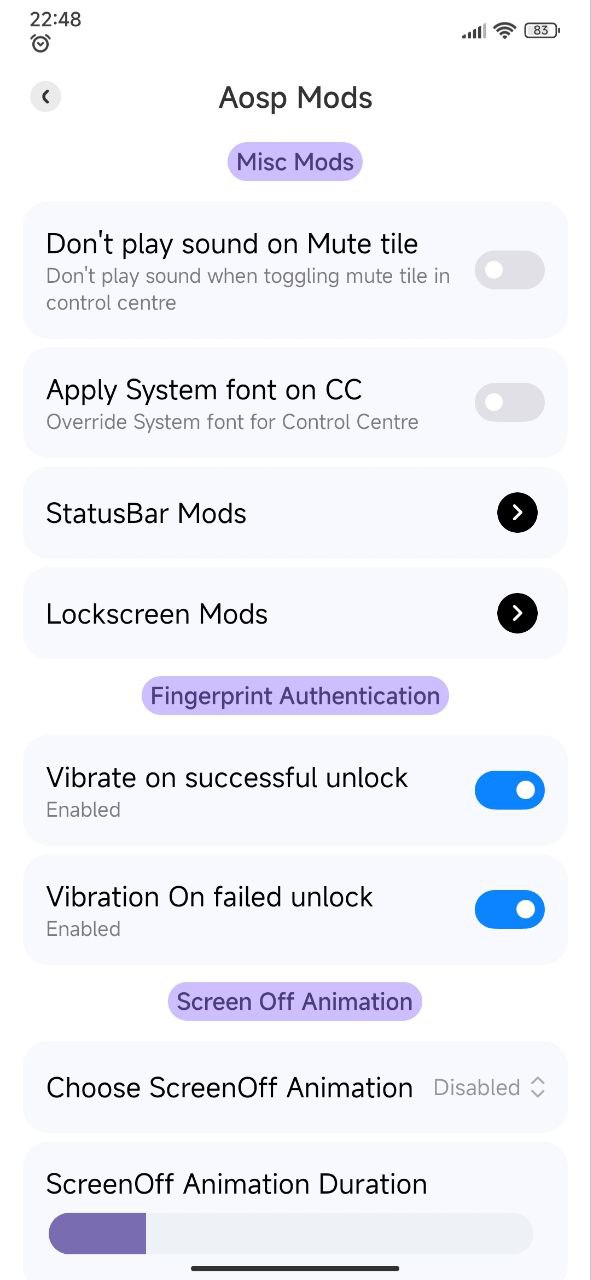 22:48
83
Aosp Mods
Misc Mods
Don't play sound on Mute tile
Don't play sound when toggling mute tile in
control centre
Apply System font on CC
Override System font for Control Centre
StatusBar Mods
Lockscreen Mods
Fingerprint Authentication
Vibrate on successful unlock
Enabled
Vibration On failed unlock
Enabled
Screen Off Animation
Choose ScreenOff Animation Disabled
ScreenOff Animation Duration